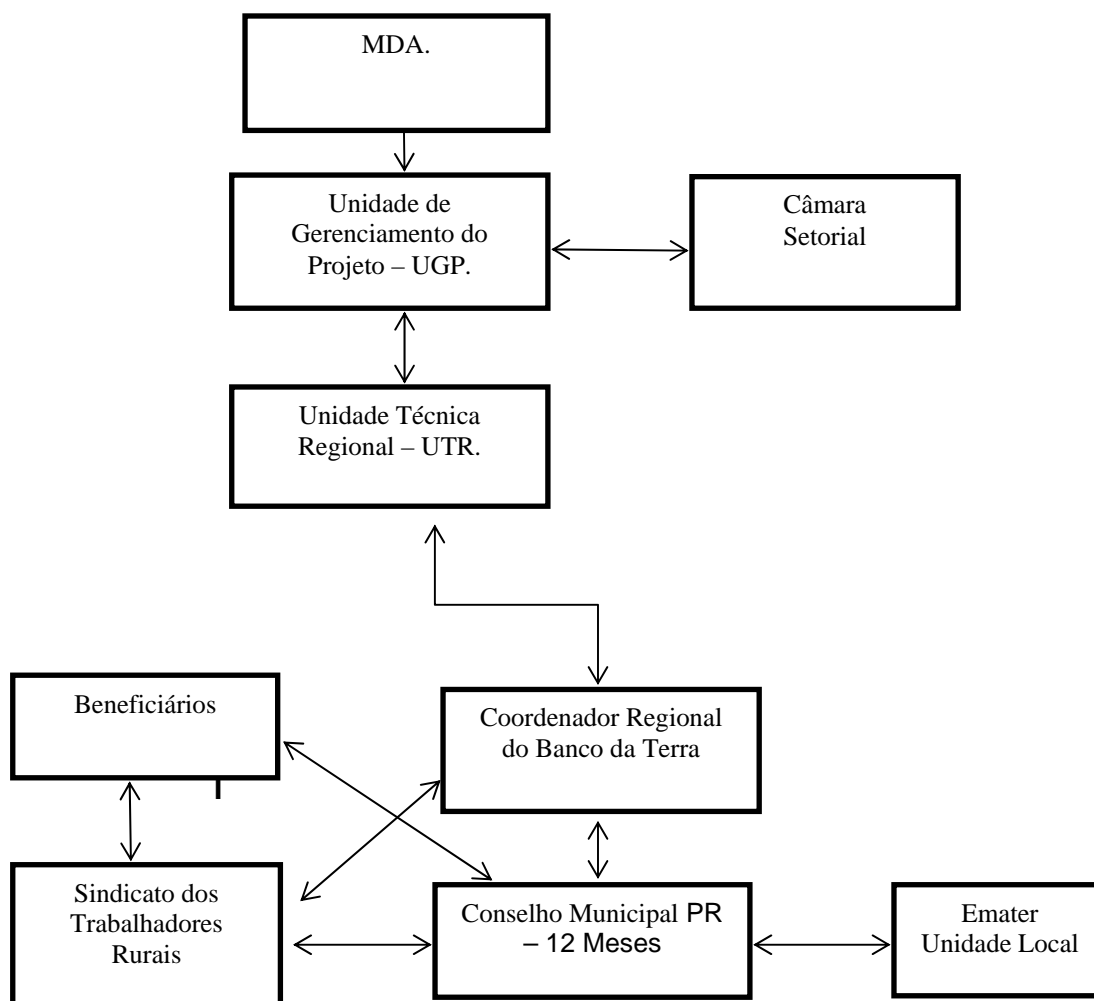 MDA.
Unidade de
Gerenciamento do
Projeto – UGP.
Câmara
Setorial
Unidade Técnica
Regional – UTR.
Beneficiários
Coordenador Regional
do Banco da Terra
Sindicato dos
Trabalhadores
Rurais
Conselho Municipal PR
– 12 Meses
Emater
Unidade Local